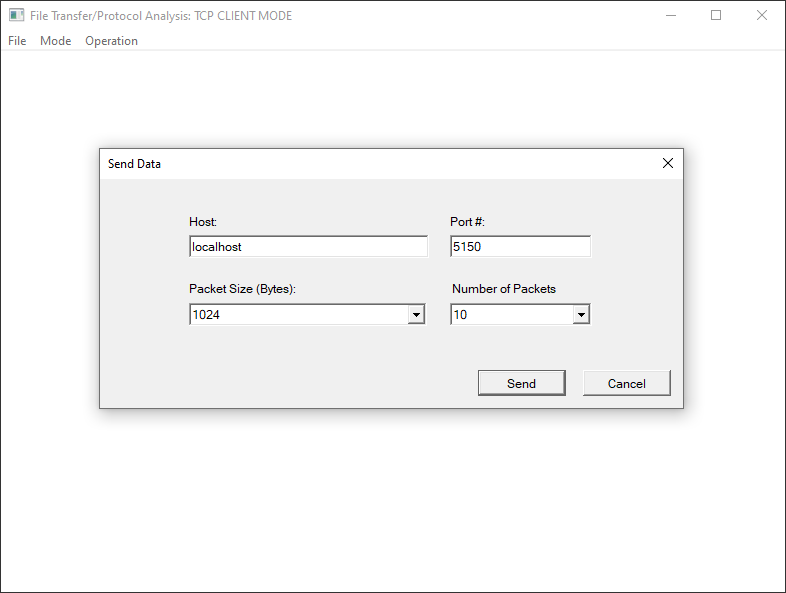 File Transfer/Protocol Analysis: TCP CLIENT MODE
File Mode Operation
Send Data
Host: Port #:
localhost 5150
Packet Size (Bytes): Number of Packets
1024 10
Send Cancel